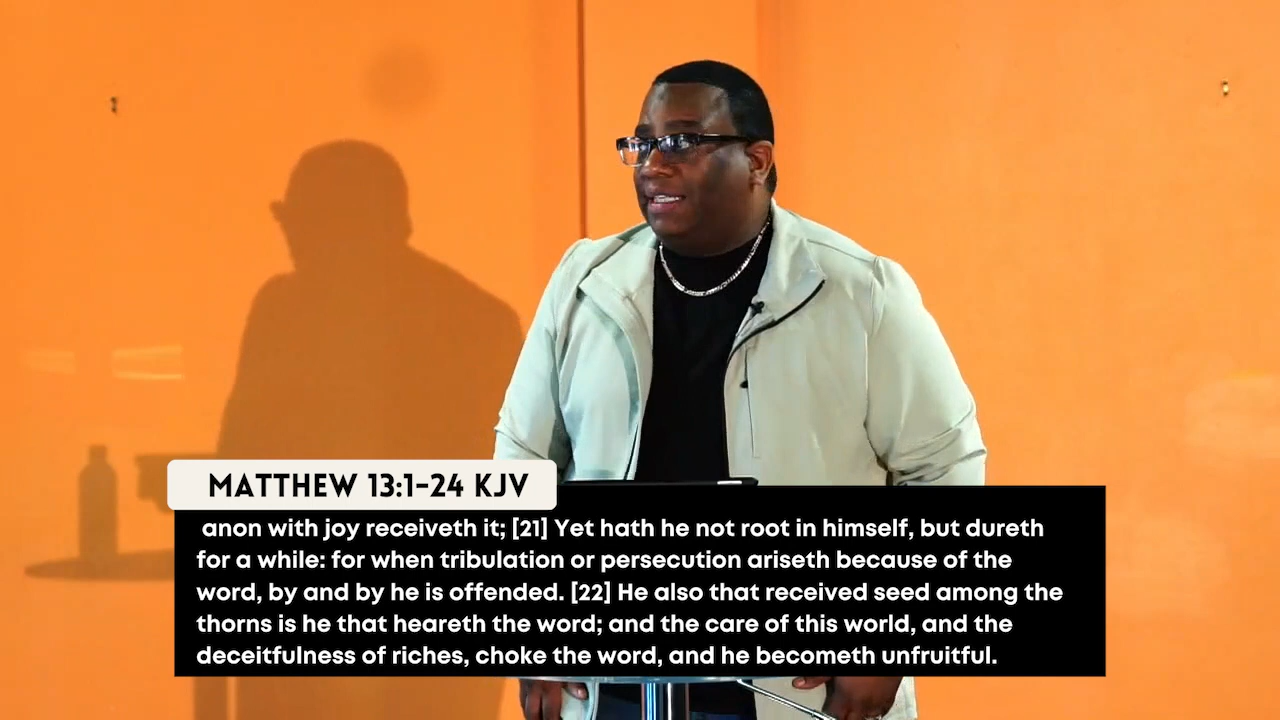 MATTHEW 13:1-24 KJV
anon with joy receiveth it; [21] Yet hath he not root in himself, but dureth
for a while: for when tribulation or persecution ariseth because of the
word, by and by he is offended. [22] He also that received seed among the
thorns is he that heareth the word; and the care of this world, and the
deceitfulness of riches, choke the word, and he becometh unfruitful.